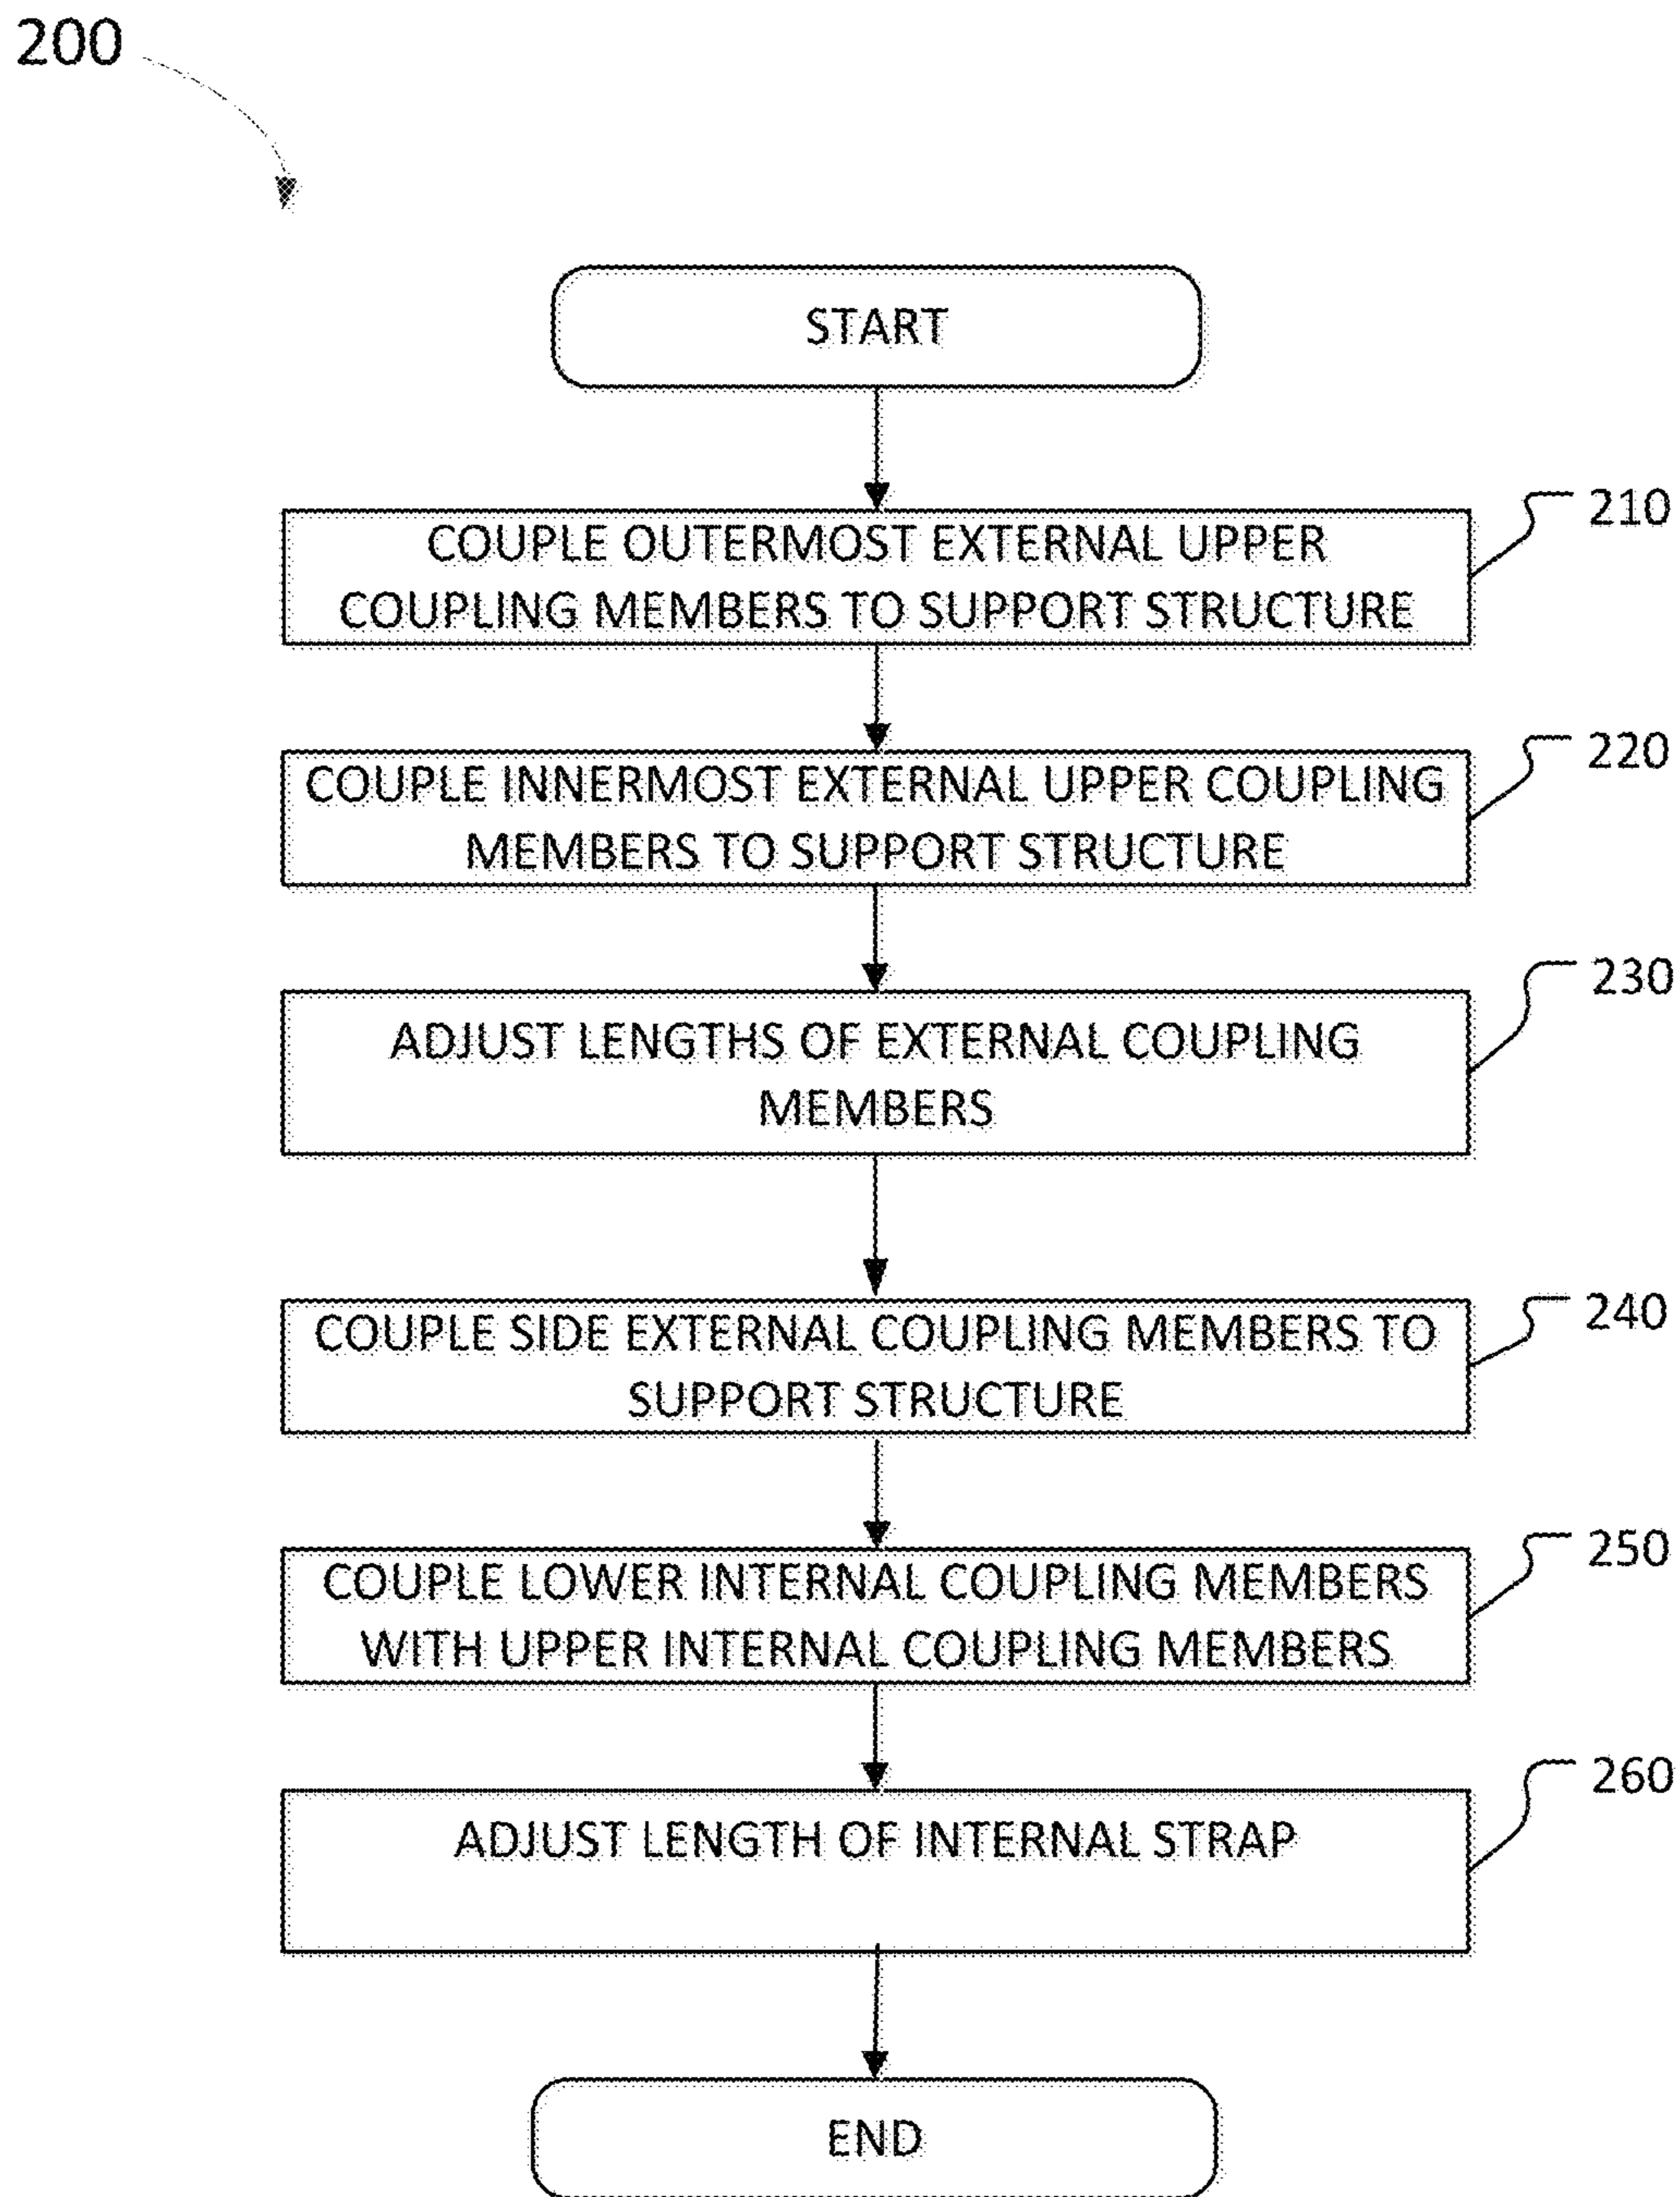 200
START
COUPLE OUTERMOST EXTERNAL UPPER
COUPLING MEMBERS TO SUPPORT STRUCTURE
210
COUPLE INNERMOST EXTERNAL UPPER COUPLING
MEMBERS TO SUPPORT STRUCTURE
220
ADJUST LENGTHS OF EXTERNAL COUPLING
MEMBERS
230
COUPLE SIDE EXTERNAL COUPLING MEMBERS TO
SUPPORT STRUCTURE
240
COUPLE LOWER INTERNAL COUPLING MEMBERS
WITH UPPER INTERNAL COUPLING MEMBERS
250
ADJUST LENGTH OF INTERNAL STRAP
260
END